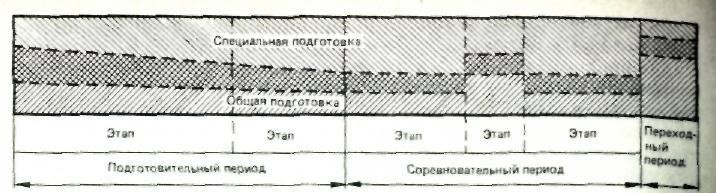 Специальная подготовка
Общая подготовка
Этап Этап Этап Этап Этап Переход-
ный
период
Подготовительный период Соревновательный период